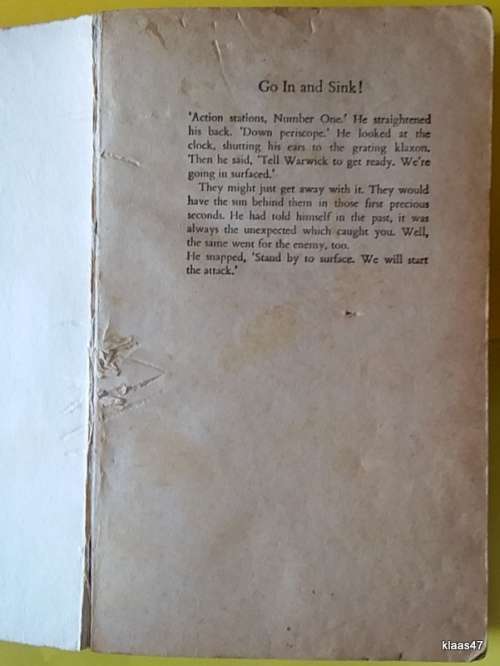 Go In and Sink!
'Action stations, Number One.' He straightened
his back. 'Down periscope.' He looked at the
clock, shutting his ears to the grating klaxon.
Then he said, 'Tell Warwick to get ready. We're
going in surfaced.'
They might just get away with it. They would
have the sun behind them in those first precious
seconds. He had told himself in the past, it was
always the unexpected which caught you. Well,
the same went for the enemy, too.
He snapped, 'Stand by to surface. We will start
the attack.'
klaas47